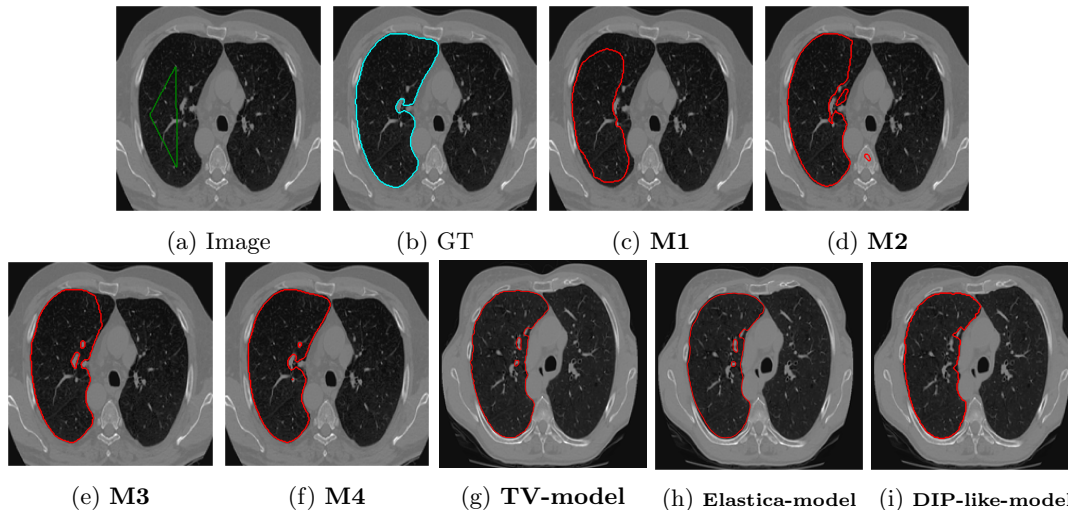 (a) Image (b) GT (c) M1 (d) M2
(e) M3 (f) M4 (g) TV-model (h) Elastica-model (i) DIP-like-model